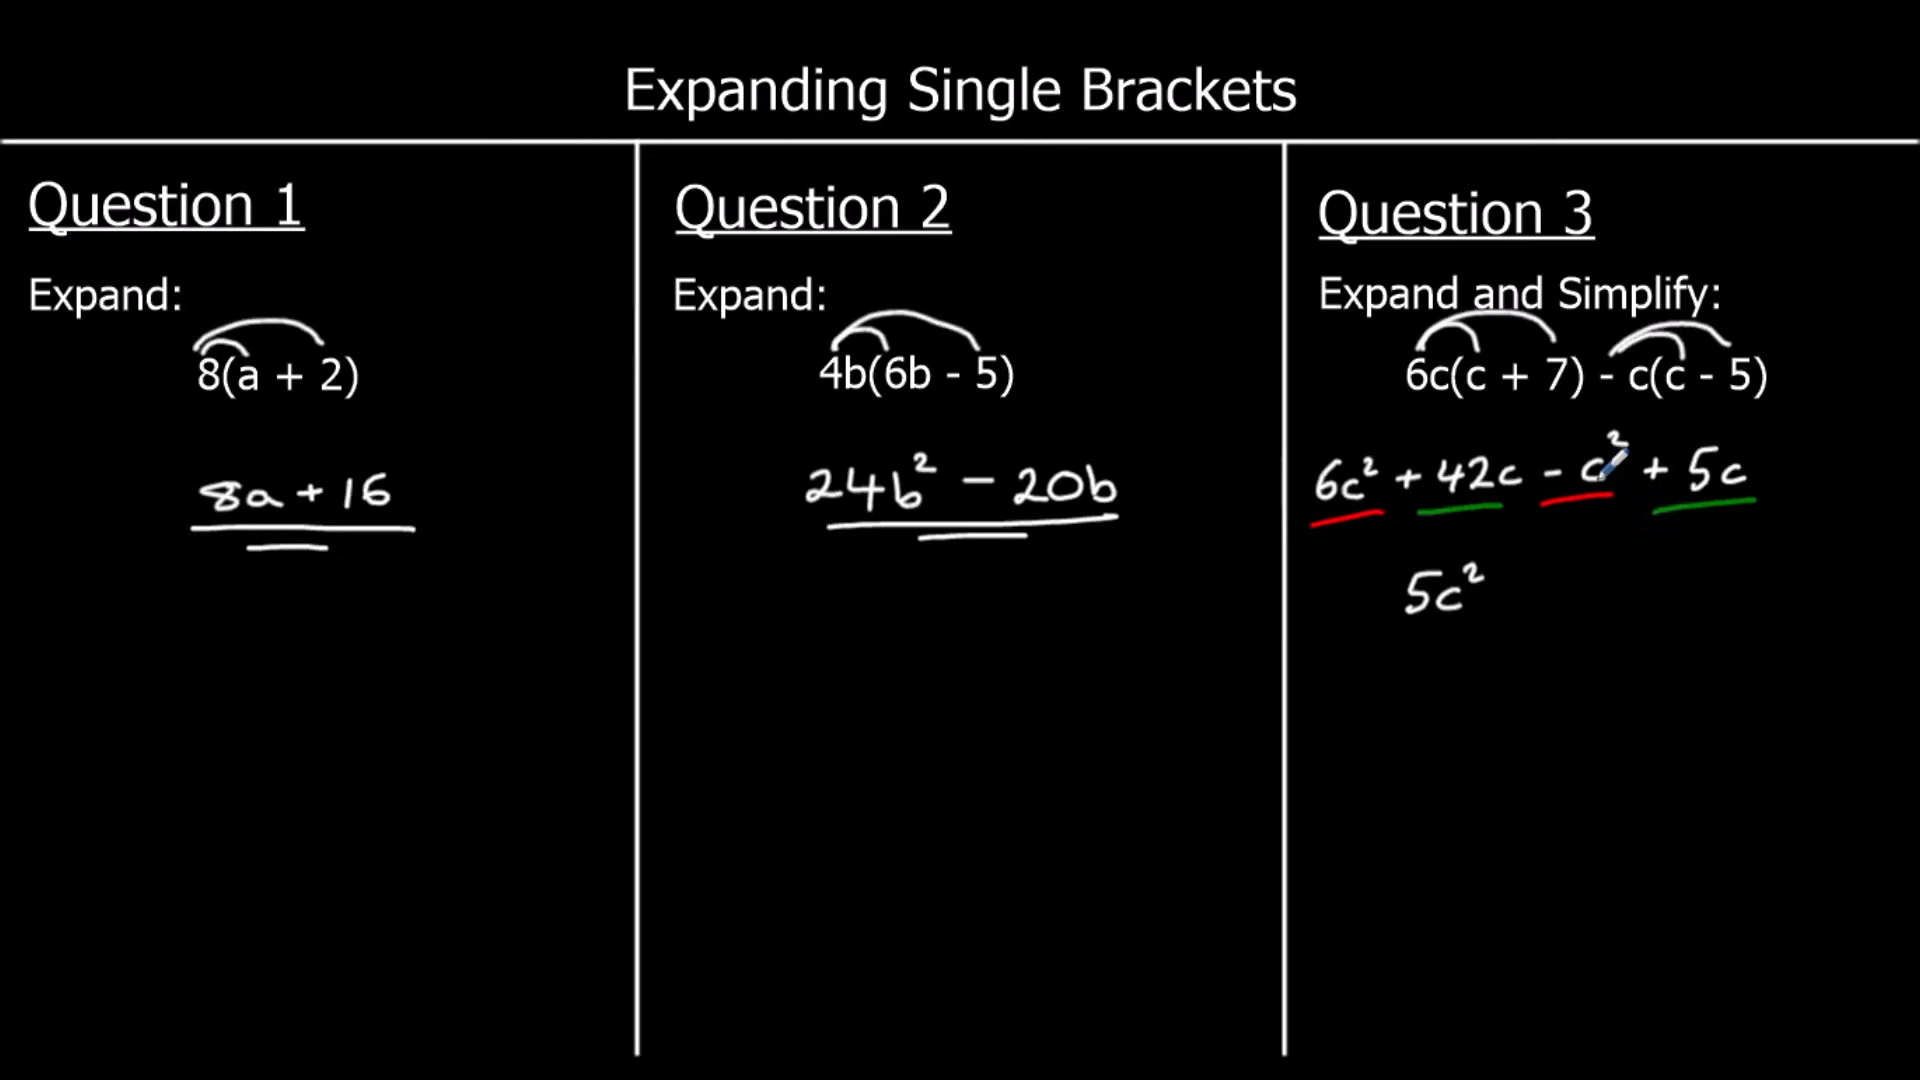 Expanding Single Brackets
Question 1
Expand:
8(a + 2)
8a + 16
Question 2
Expand:
4b(6b - 5)
24b² - 20b
Question 3
Expand and Simplify:
6c(c + 7) - c(c - 5)
6c² + 42c - c² + 5c
5c²